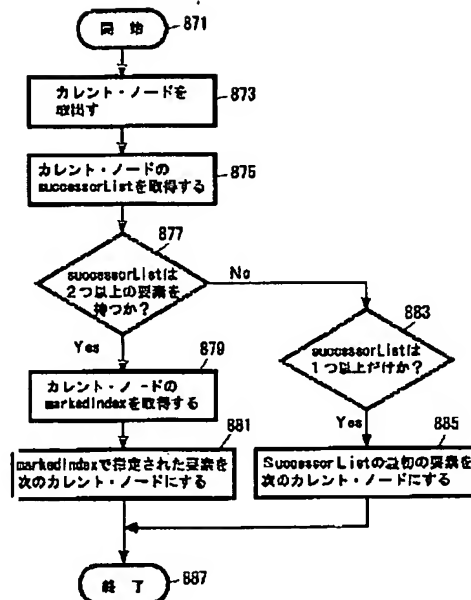 開 始
871
カレント・ノードを
取出す
873
カレント・ノードの
successorListを取得する
875
877
successorListは
2つ以上の要素を
持つか?
No
Yes
883
successorListは
1つ以上だけか?
Yes
879
カレント・ノードの
markedIndexを取得する
881
markedIndexで指定された要素を
次のカレント・ノードにする
885
SuccessorListの最初の要素を
次のカレント・ノードにする
終 了
887